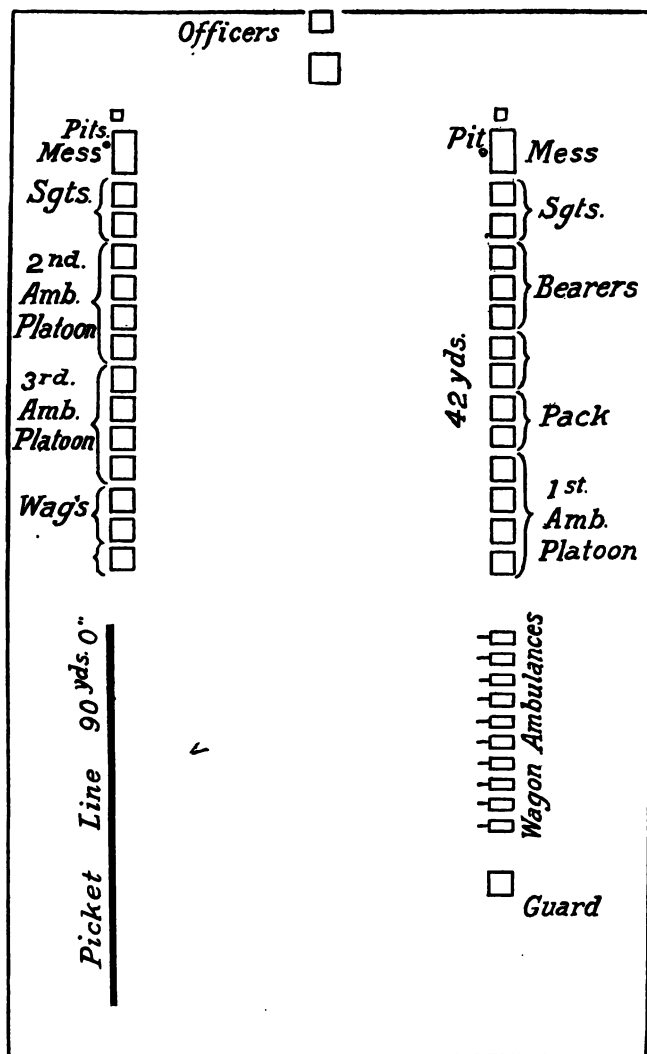 Officers
Pits.
Mess
Sgts.
2nd.
Amb.
Platoon
3rd.
Amb.
Platoon
Wag's
Picket Line 90 yds. 0"
Pit
Mess
Sgts.
Bearers
42 yds.
Pack
1st.
Amb.
Platoon
Wagon Ambulances
Guard